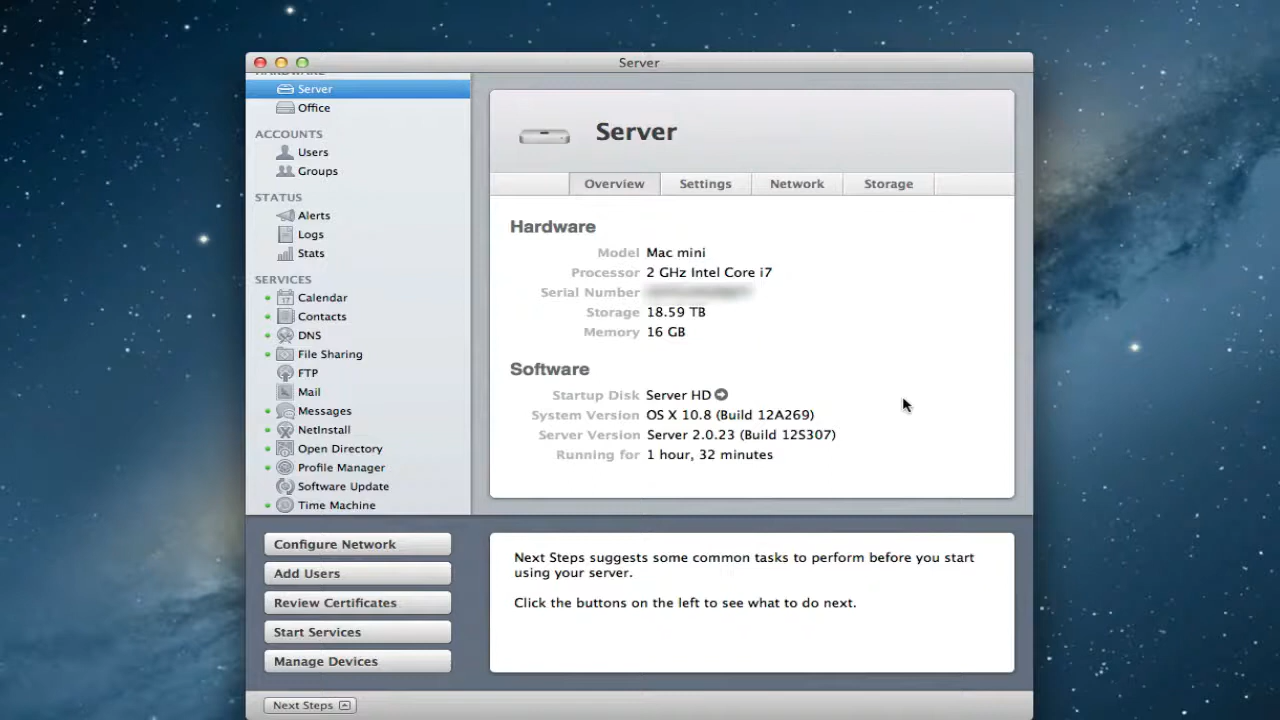 Server
HARDWARE
Server
Office
ACCOUNTS
Users
Groups
STATUS
Alerts
Logs
Stats
SERVICES
17
Calendar
Contacts
DNS
File Sharing
FTP
Mail
Messages
NetInstall
Open Directory
Profile Manager
Software Update
Time Machine
Server
Overview
Settings
Network
Storage
Hardware
Model Mac mini
Processor 2 GHz Intel Core i7
Serial Number
Storage 18.59 TB
Memory 16 GB
Software
Startup Disk Server HD
System Version OS X 10.8 (Build 12A269)
Server Version Server 2.0.23 (Build 12S307)
Running for 1 hour, 32 minutes
Configure Network
Add Users
Review Certificates
Start Services
Manage Devices
Next Steps suggests some common tasks to perform before you start
using your server.
Click the buttons on the left to see what to do next.
Next Steps